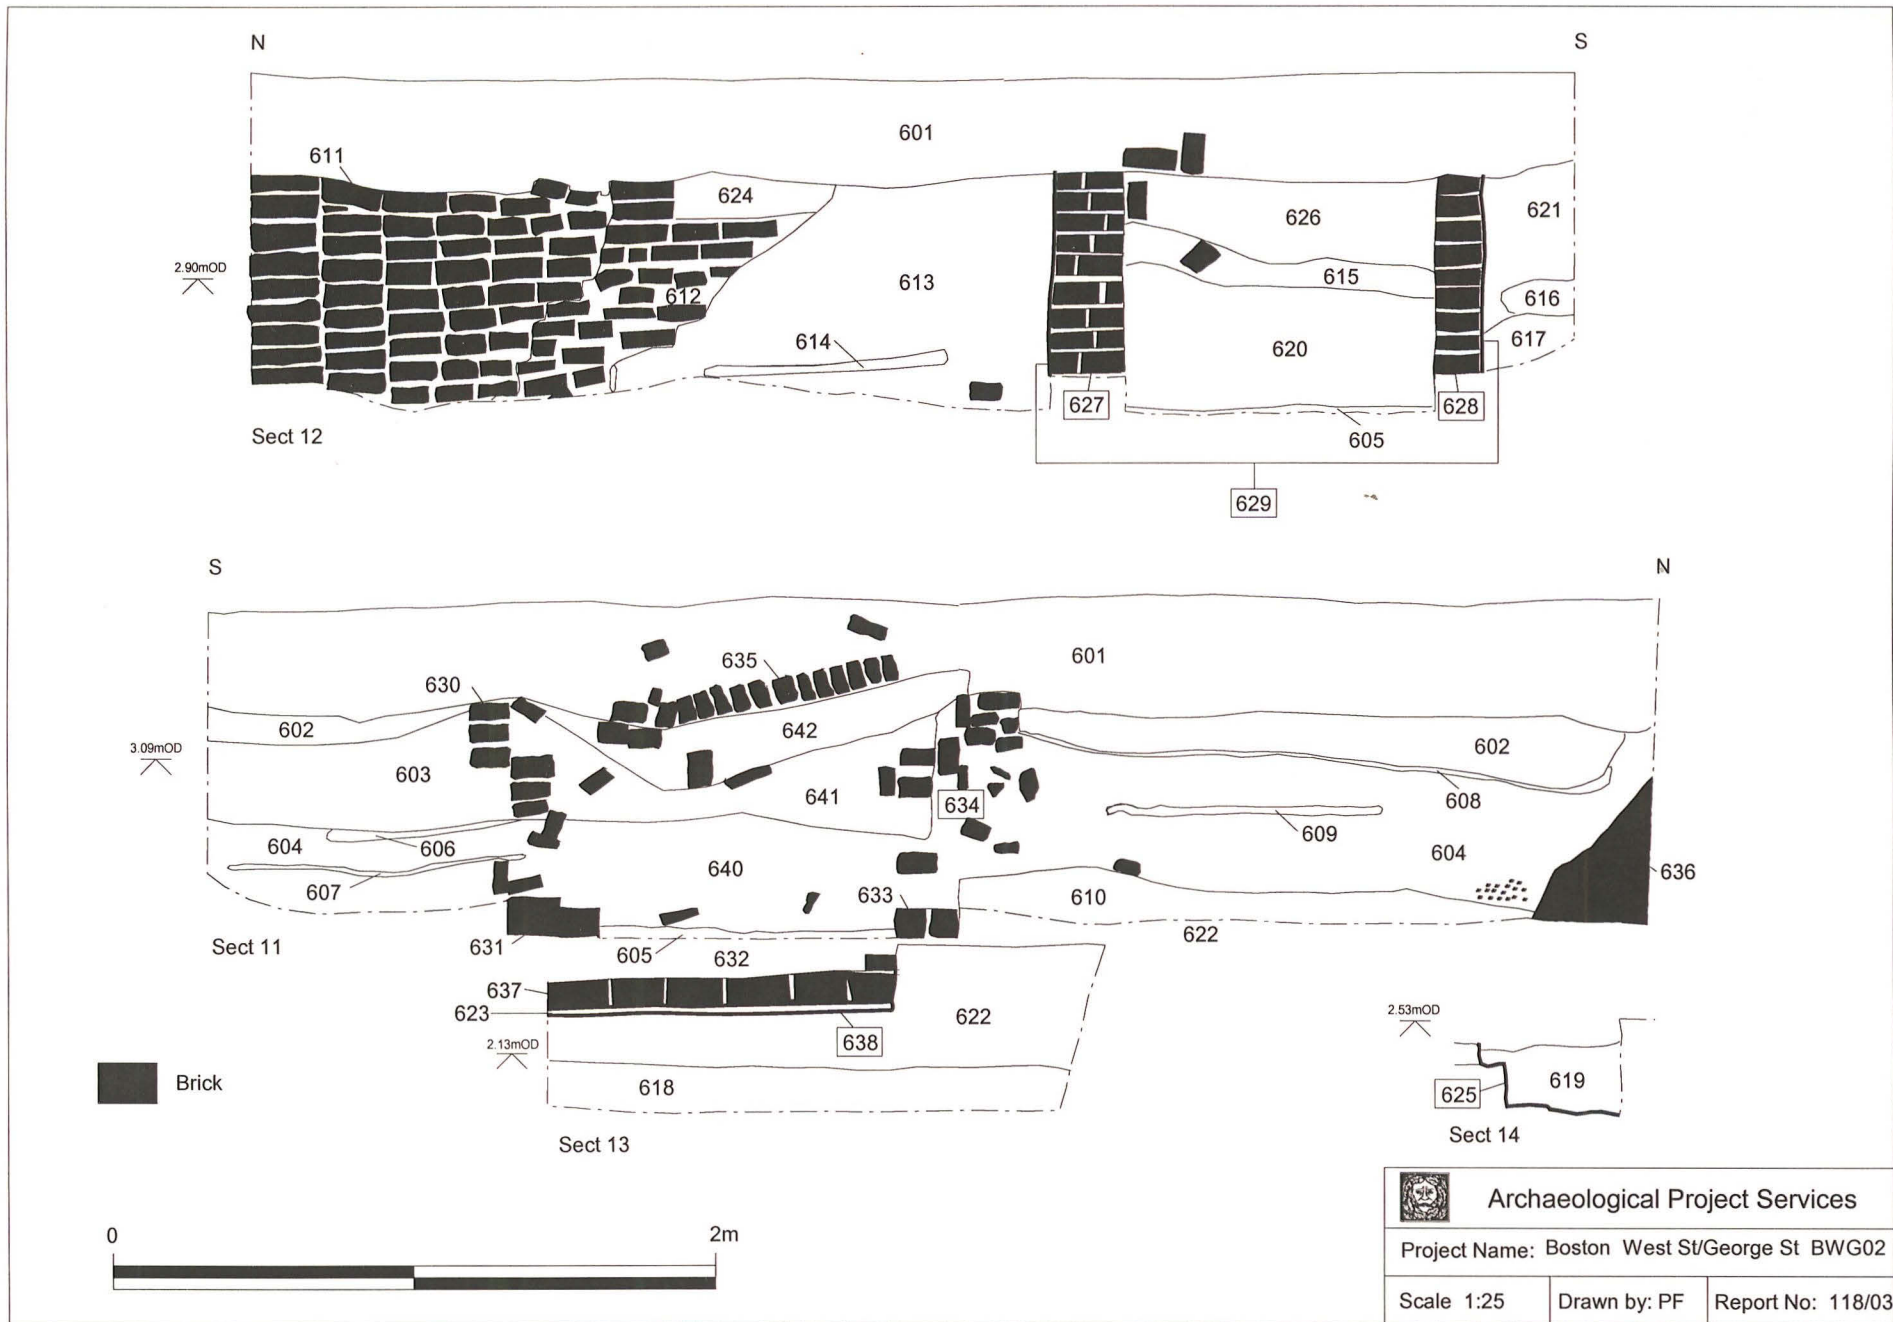 N
S
601
611
624
626
621
2.90mOD
613
615
616
612
614
620
617
627
628
605
Sect 12
629
S
N
635
601
630
602
642
602
3.09mOD
603
641
634
608
609
604
606
604
607
640
633
610
636
Sect 11
631
605
632
622
637
623
622
638
2.13mOD
2.53mOD
618
625
619
Brick
Sect 13
Sect 14
0
2m
Archaeological Project Services
Project Name: Boston West St/George St BWG02
Scale 1:25
Drawn by: PF
Report No: 118/03